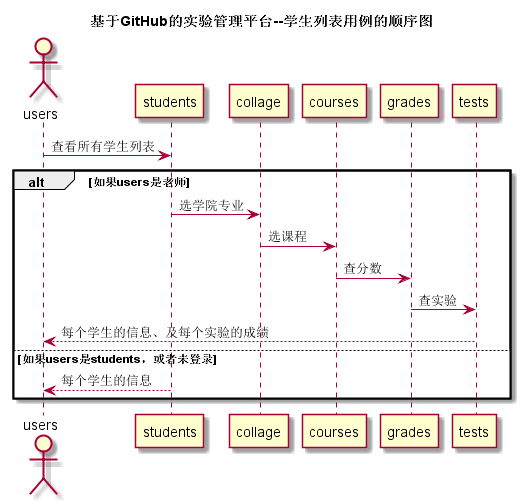 基于GitHub的实验管理平台--学生列表用例的顺序图
users
students
collage
courses
grades
tests
查看所有学生列表
alt
[如果users是老师]
选学院专业
选课程
查分数
查实验
每个学生的信息、及每个实验的成绩
[如果users是students，或者未登录]
每个学生的信息
users
students
collage
courses
grades
tests